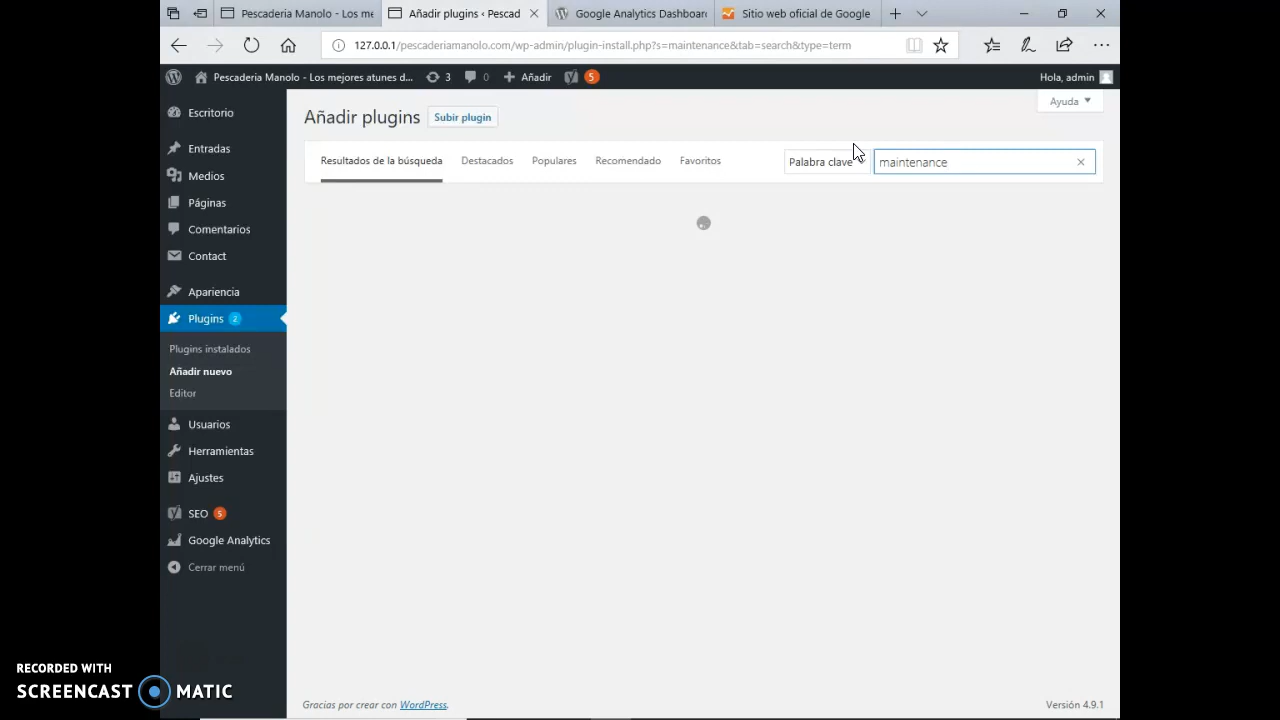 Pescaderia Manolo - Los me
Añadir plugins ‹ Pescad
Google Analytics Dashboar
Sitio web oficial de Google
127.0.0.1/pescaderiamanolo.com/wp-admin/plugin-install.php?s=maintenance&tab=search&type=term
Pescaderia Manolo - Los mejores atunes d...
3
0
Añadir
5
Hola, admin
Escritorio
Entradas
Medios
Páginas
Comentarios
Contact
Apariencia
Plugins 2
Plugins instalados
Añadir nuevo
Editor
Usuarios
Herramientas
Ajustes
SEO 5
Google Analytics
Cerrar menú
Ayuda
Añadir plugins
Subir plugin
Resultados de la búsqueda
Destacados
Populares
Recomendado
Favoritos
Palabra clave
maintenance
Gracias por crear con WordPress.
Versión 4.9.1
RECORDED WITH
SCREENCAST MATIC